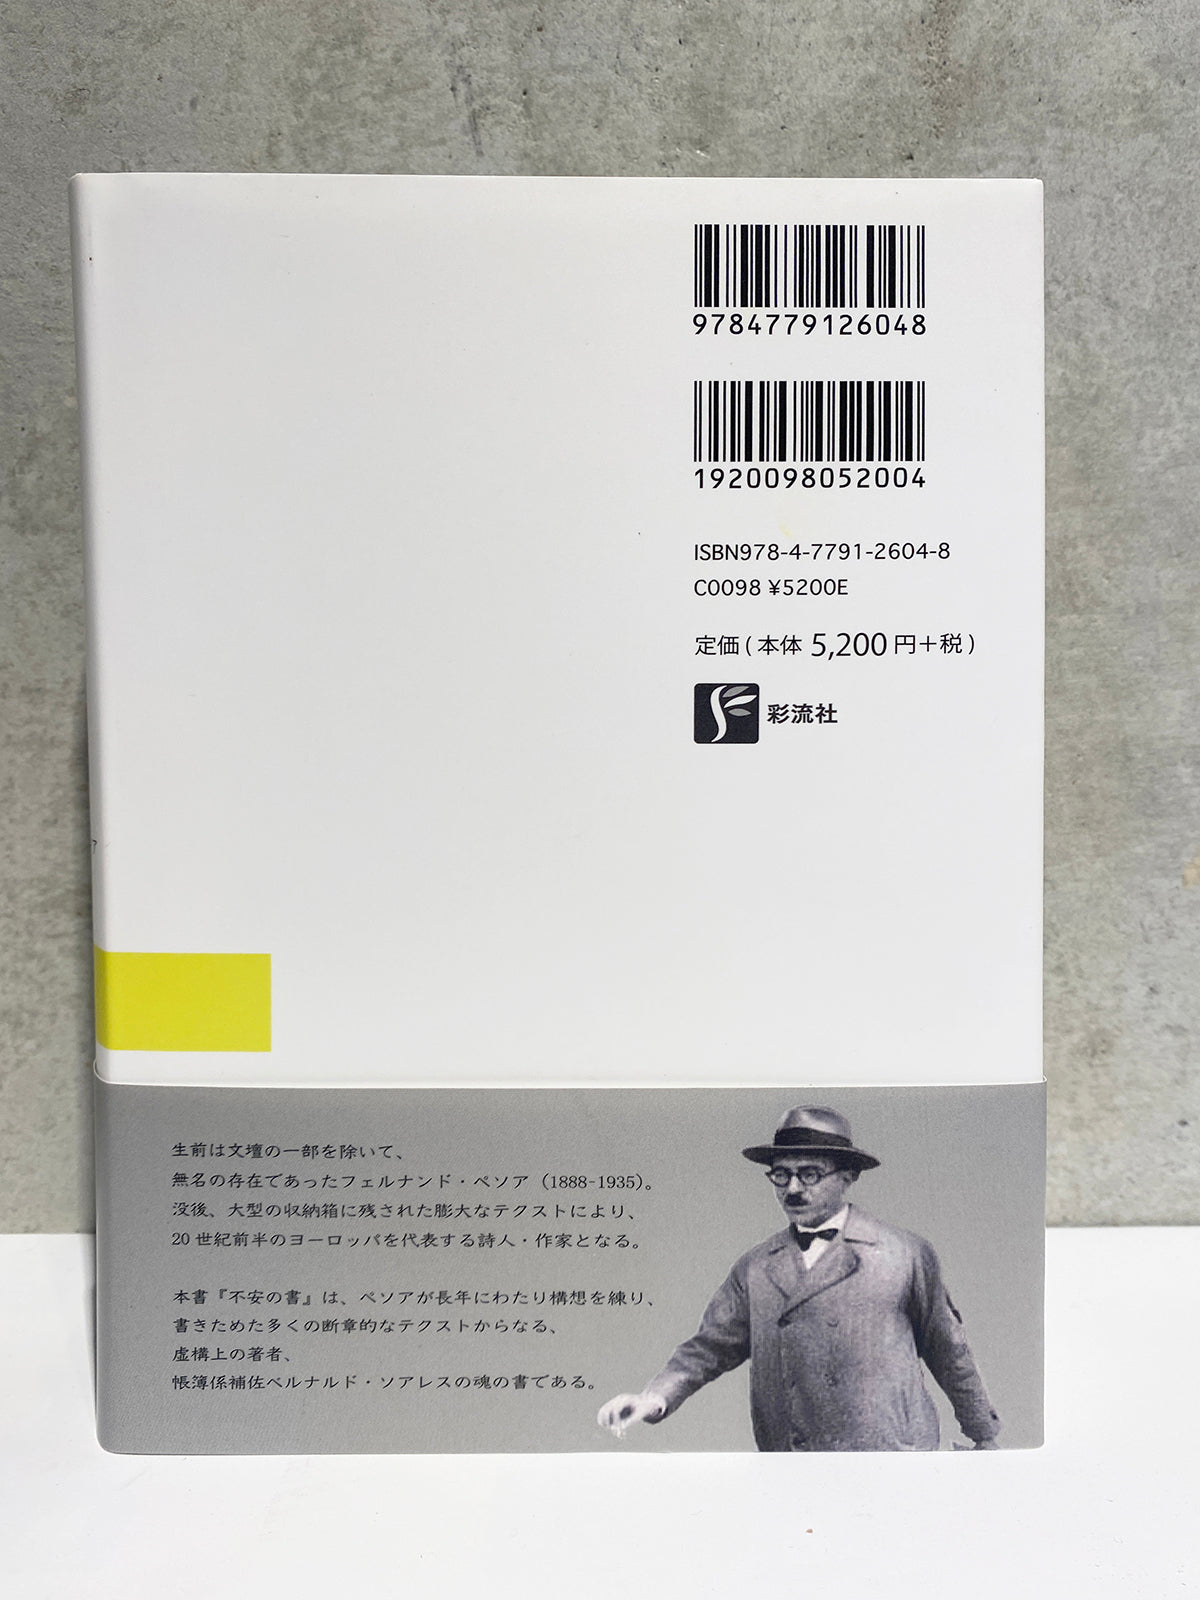 9784779126048
1920098052004
ISBN978-4-7791-2604-8
C0098 ¥5200E
定価(本体 5,200 円+税)
彩流社
生前は文壇の一部を除いて、
無名の存在であったフェルナンド・ペソア（1888-1935）。
没後、大型の収納箱に残された膨大なテクストにより、
20 世紀前半のヨーロッパを代表する詩人・作家となる。
本書『不安の書』は、ペソアが長年にわたり構想を練り、
書きためた多くの断章的なテクストからなる、
虚構上の著者、
帳簿係補佐ベルナルド・ソアレスの魂の書である。